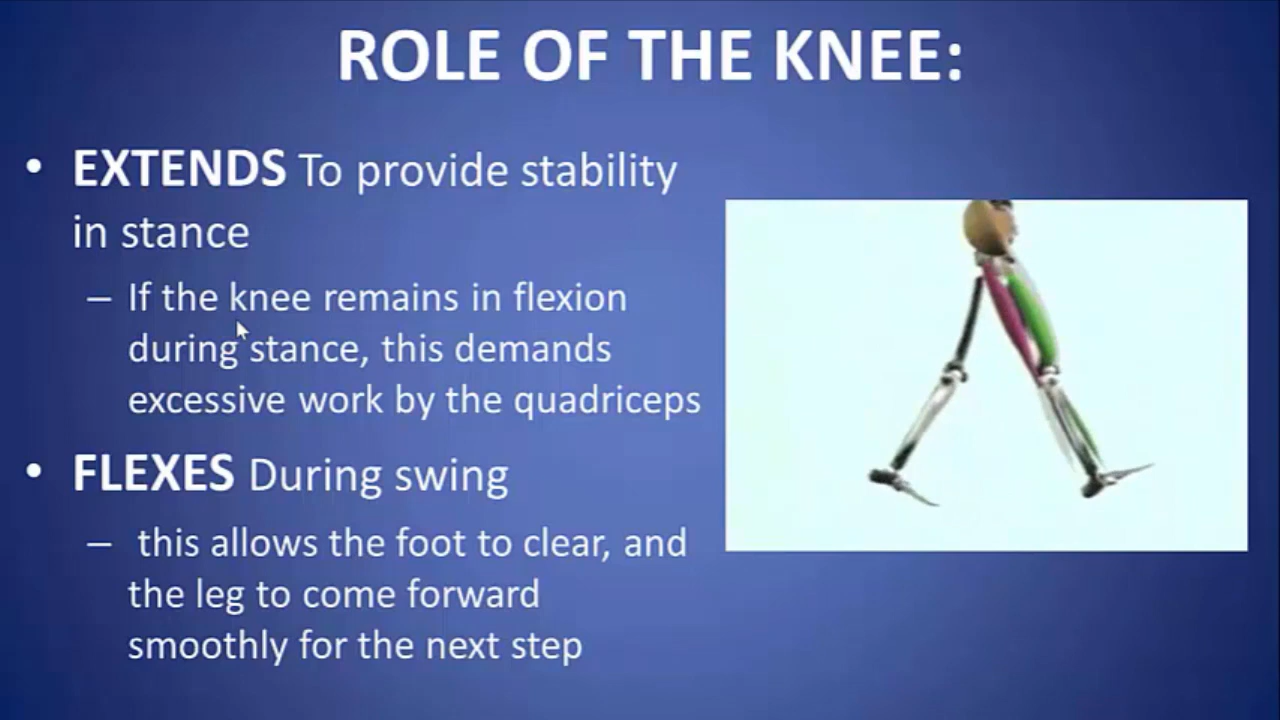 ROLE OF THE KNEE:
• EXTENDS To provide stability
in stance
– If the knee remains in flexion
during stance, this demands
excessive work by the quadriceps
• FLEXES During swing
– this allows the foot to clear, and
the leg to come forward
smoothly for the next step